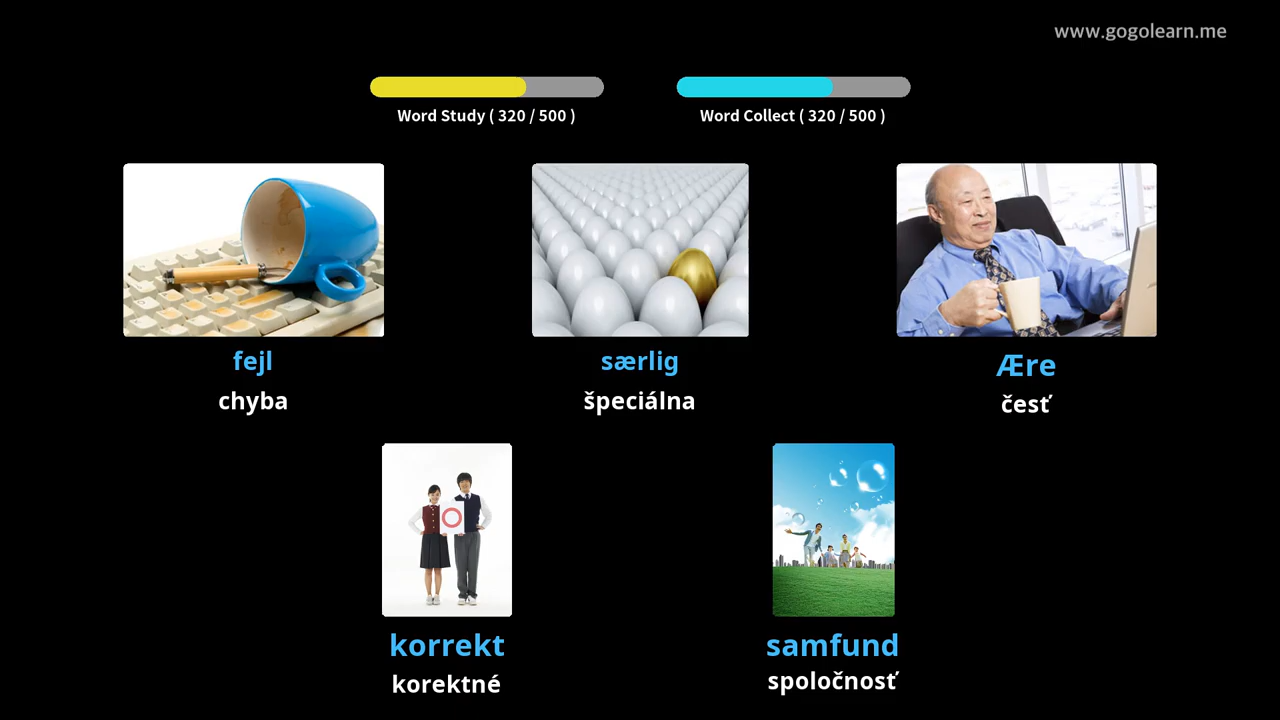 www.gogolearn.me
Word Study ( 320 / 500 )
Word Collect ( 320 / 500 )
fejl
chyba
særlig
špeciálna
Ære
česť
korrekt
korektné
samfund
spoločnosť